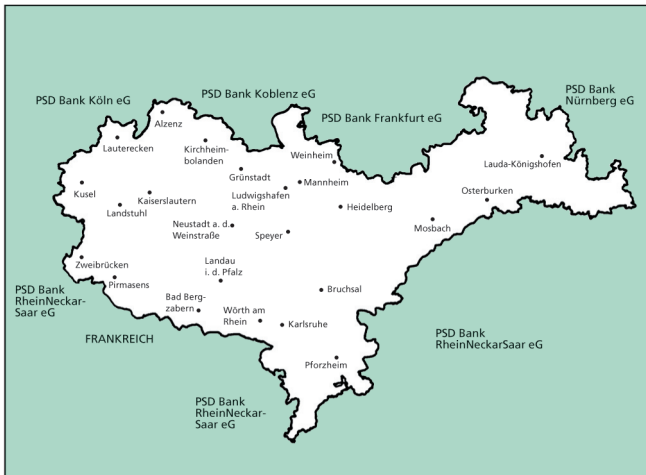 PSD Bank Köln eG
PSD Bank Koblenz eG
PSD Bank Frankfurt eG
PSD Bank
Nürnberg eG
Alzenz
Lauterecken
Kirchheim-
bolanden
Grünstadt
Weinheim
Lauda-Königshofen
Kusel
Landstuhl
Kaiserslautern
Ludwigshafen
a. Rhein
Mannheim
Heidelberg
Osterburken
Mosbach
Neustadt a. d.
Weinstraße
Speyer
Zweibrücken
Pirmasens
Landau
i. d. Pfalz
Bruchsal
PSD Bank
RheinNeckar-
Saar eG
Bad Berg-
zabern
Wörth am
Rhein
Karlsruhe
FRANKREICH
PSD Bank
RheinNeckarSaar eG
Pforzheim
PSD Bank
RheinNeckar-
Saar eG